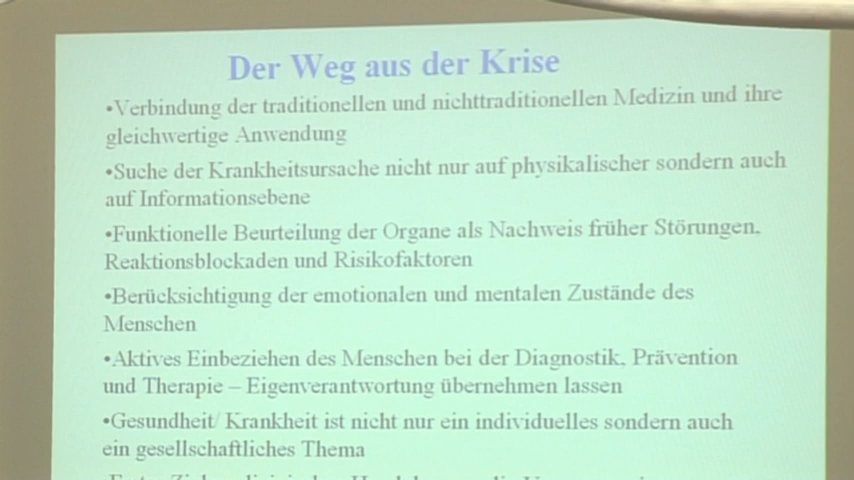 Der Weg aus der Krise
•Verbindung der traditionellen und nichttraditionellen Medizin und ihre
gleichwertige Anwendung
•Suche der Krankheitsursache nicht nur auf physikalischer sondern auch
auf Informationsebene
•Funktionelle Beurteilung der Organe als Nachweis früher Störungen,
Reaktionsblockaden und Risikofaktoren
•Berücksichtigung der emotionalen und mentalen Zustände des
Menschen
•Aktives Einbeziehen des Menschen bei der Diagnostik, Prävention
und Therapie – Eigenverantwortung übernehmen lassen
•Gesundheit/ Krankheit ist nicht nur ein individuelles sondern auch
ein gesellschaftliches Thema